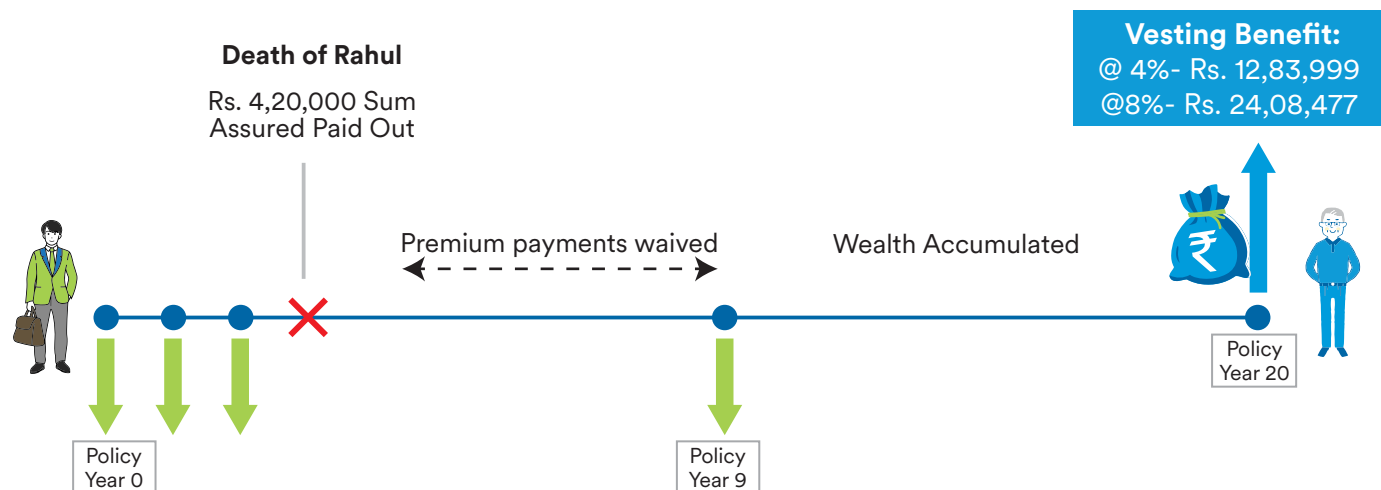 Death of Rahul
Rs. 4,20,000 Sum
Assured Paid Out
Vesting Benefit:
@ 4%- Rs. 12,83,999
@8%- Rs. 24,08,477
Premium payments waived
Wealth Accumulated
₹
Policy
Year 20
Policy
Year 0
Policy
Year 9